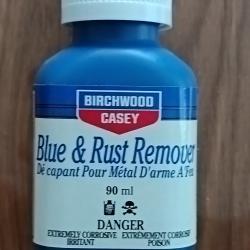 BIRCHWOOD
CASEY
Blue & Rust Remover
Dé capant Pour Métal D'arme A'Feu
90 ml
DANGER
EXTREMELY CORROSIVE EXTREMEMENT CORROSIF
IRRITANT POISON